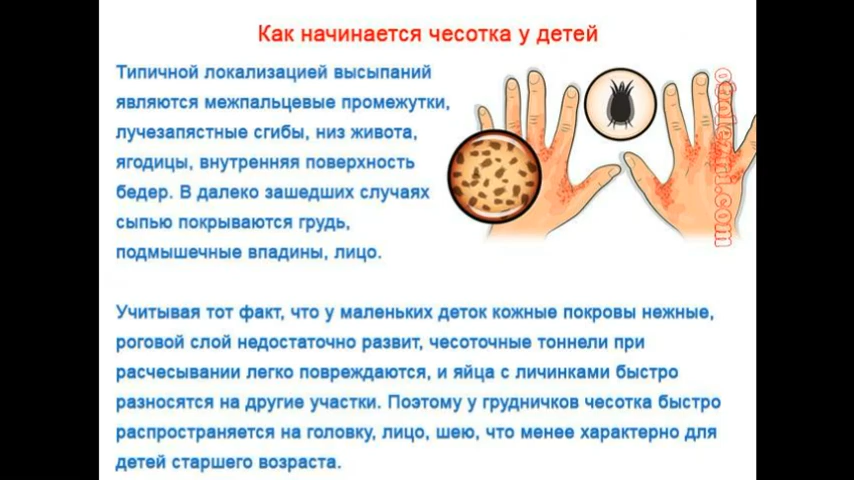 Как начинается чесотка у детей
Типичной локализацией высыпаний
являются межпальцевые промежутки,
лучезапястные сгибы, низ живота,
ягодицы, внутренняя поверхность
бедер. В далеко зашедших случаях
сыпью покрываются грудь,
подмышечные впадины, лицо.
Учитывая тот факт, что у маленьких деток кожные покровы нежные,
роговой слой недостаточно развит, чесоточные тоннели при
расчесывании легко повреждаются, и яйца с личинками быстро
разносятся на другие участки. Поэтому у грудничков чесотка быстро
распространяется на головку, лицо, шею, что менее характерно для
детей старшего возраста.